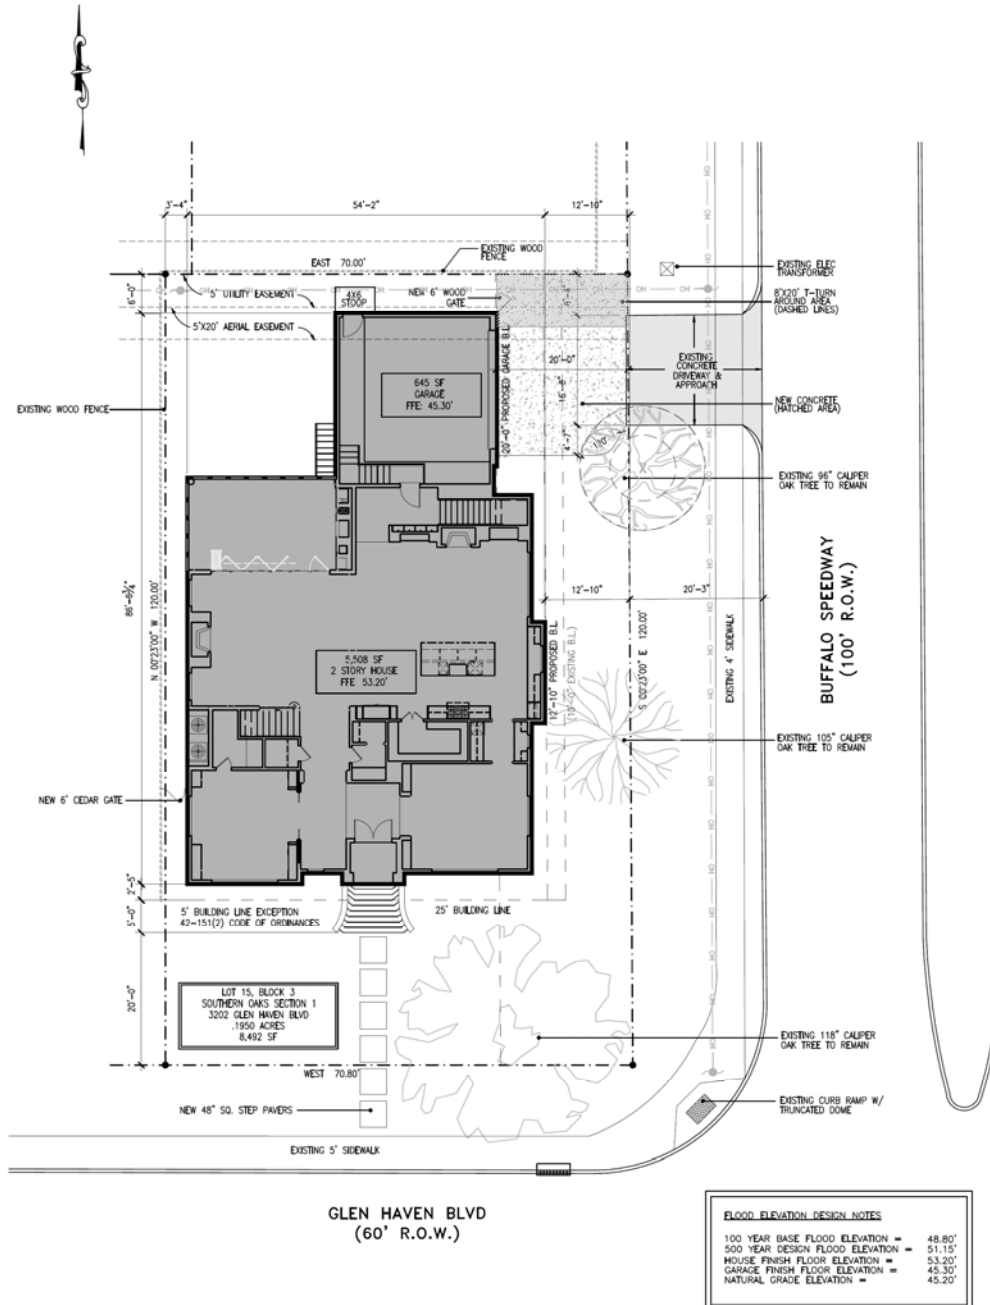 3'-4"
54'-2"
12'-10"
EAST 70.00'
EXISTING WOOD
FENCE
EXISTING ELEC
TRANSFORMER
6'-0"
5' UTILITY EASEMENT
4X6
STOOP
NEW 6' WOOD
GATE
8'X20' T-TURN
AROUND AREA
(DASHED LINES)
5'X20' AERIAL EASEMENT
20'-0" PROPOSED GARAGE B.L.
20'-0"
16'-8"
4'-7"
EXISTING
CONCRETE
DRIVEWAY &
APPROACH
645 SF
GARAGE
FFE: 45.30'
NEW CONCRETE
(HATCHED AREA)
EXISTING WOOD FENCE
EXISTING 96" CALIPER
OAK TREE TO REMAIN
BUFFALO SPEEDWAY
(100' R.O.W.)
12'-10"
20'-3"
86'-9¾"
N 00°23'00" W 120.00'
S 00°23'00" E 120.00'
12'-10" PROPOSED B.L.
EXISTING 4' SIDEWALK
5,508 SF
2 STORY HOUSE
FFE 53.20'
EXISTING 105" CALIPER
OAK TREE TO REMAIN
NEW 6' CEDAR GATE
2'-5"
5'-0"
5' BUILDING LINE EXCEPTION
42-151(2) CODE OF ORDINANCES
25' BUILDING LINE
20'-0"
LOT 15, BLOCK 3
SOUTHERN OAKS SECTION 1
3202 GLEN HAVEN BLVD
.1950 ACRES
8,492 SF
EXISTING 118" CALIPER
OAK TREE TO REMAIN
WEST 70.80'
NEW 48" SQ. STEP PAVERS
EXISTING CURB RAMP W/
TRUNCATED DOME
EXISTING 5' SIDEWALK
GLEN HAVEN BLVD
(60' R.O.W.)
FLOOD ELEVATION DESIGN NOTES
100 YEAR BASE FLOOD ELEVATION = 48.80'
500 YEAR DESIGN FLOOD ELEVATION = 51.15'
HOUSE FINISH FLOOR ELEVATION = 53.20'
GARAGE FINISH FLOOR ELEVATION = 45.30'
NATURAL GRADE ELEVATION = 45.20'